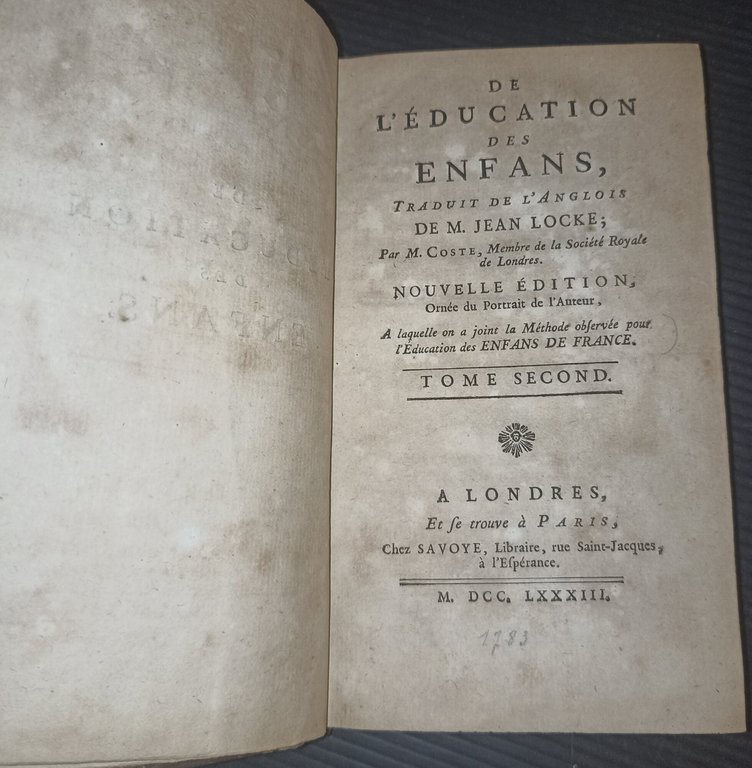 DE
L'ÉDUCATION
DES
ENFANS,
TRADUIT DE L'ANGLOIS
DE M. JEAN LOCKE;
Par M. COSTE, Membre de la Société Royale
de Londres.
NOUVELLE ÉDITION,
Ornée du Portrait de l'Auteur,
A laquelle on a joint la Méthode obſervée pour
l'Éducation des ENFANS DE FRANCE.
TOME SECOND.
A LONDRES,
Et ſe trouve à PARIS,
Chez SAVOYE, Libraire, rue Saint-Jacques,
à l'Eſpérance.
M. DCC. LXXXIII.
1783